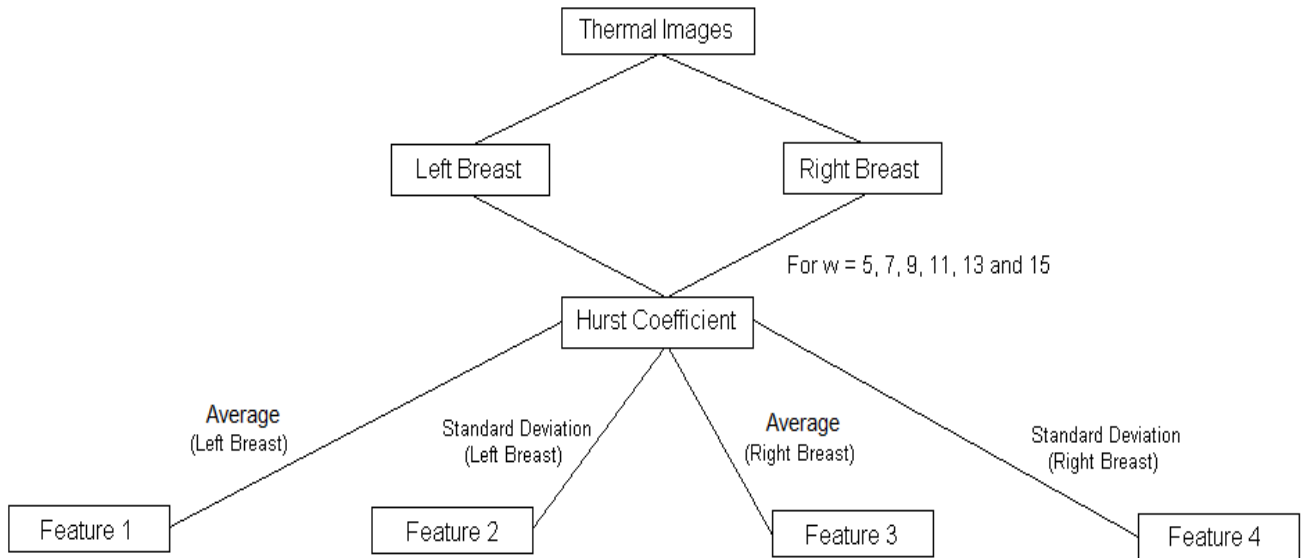 Thermal Images
Left Breast
Right Breast
For w = 5, 7, 9, 11, 13 and 15
Hurst Coefficient
Average
(Left Breast)
Standard Deviation
(Left Breast)
Average
(Right Breast)
Standard Deviation
(Right Breast)
Feature 1
Feature 2
Feature 3
Feature 4